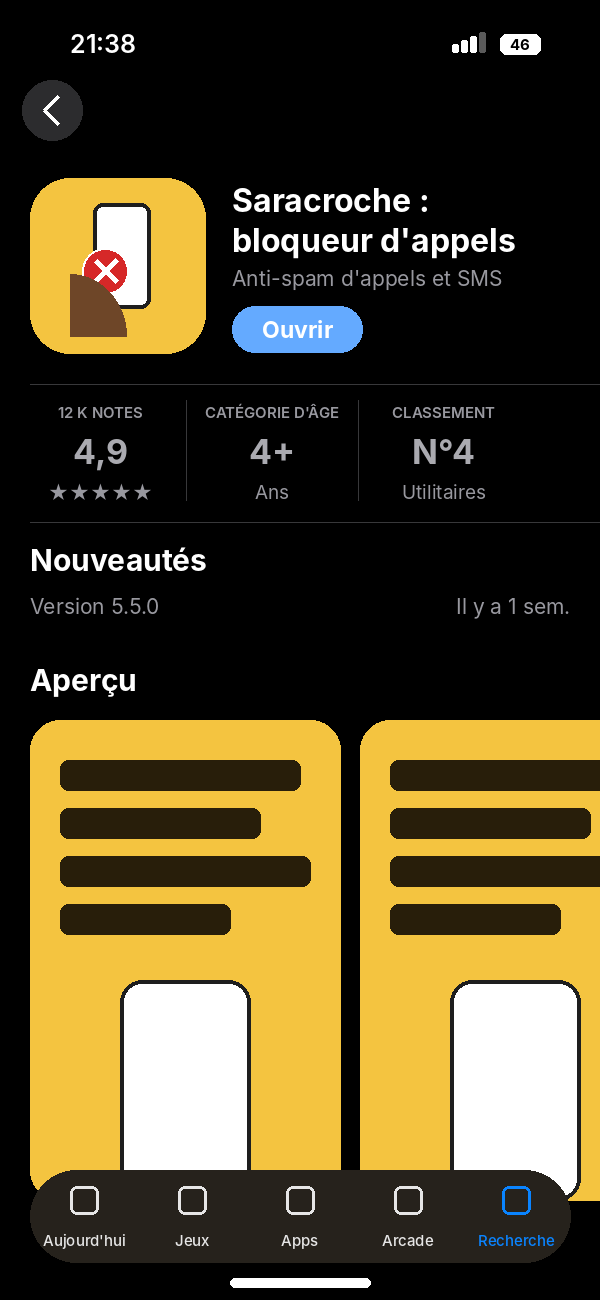 21:38
46
Saracroche :
bloqueur d'appels
Anti-spam d'appels et SMS
Ouvrir
12 K NOTES
4,9
★★★★★
CATÉGORIE D'ÂGE
4+
Ans
CLASSEMENT
N°4
Utilitaires
Nouveautés
Version 5.5.0
Il y a 1 sem.
Aperçu
Aujourd'hui
Jeux
Apps
Arcade
Recherche